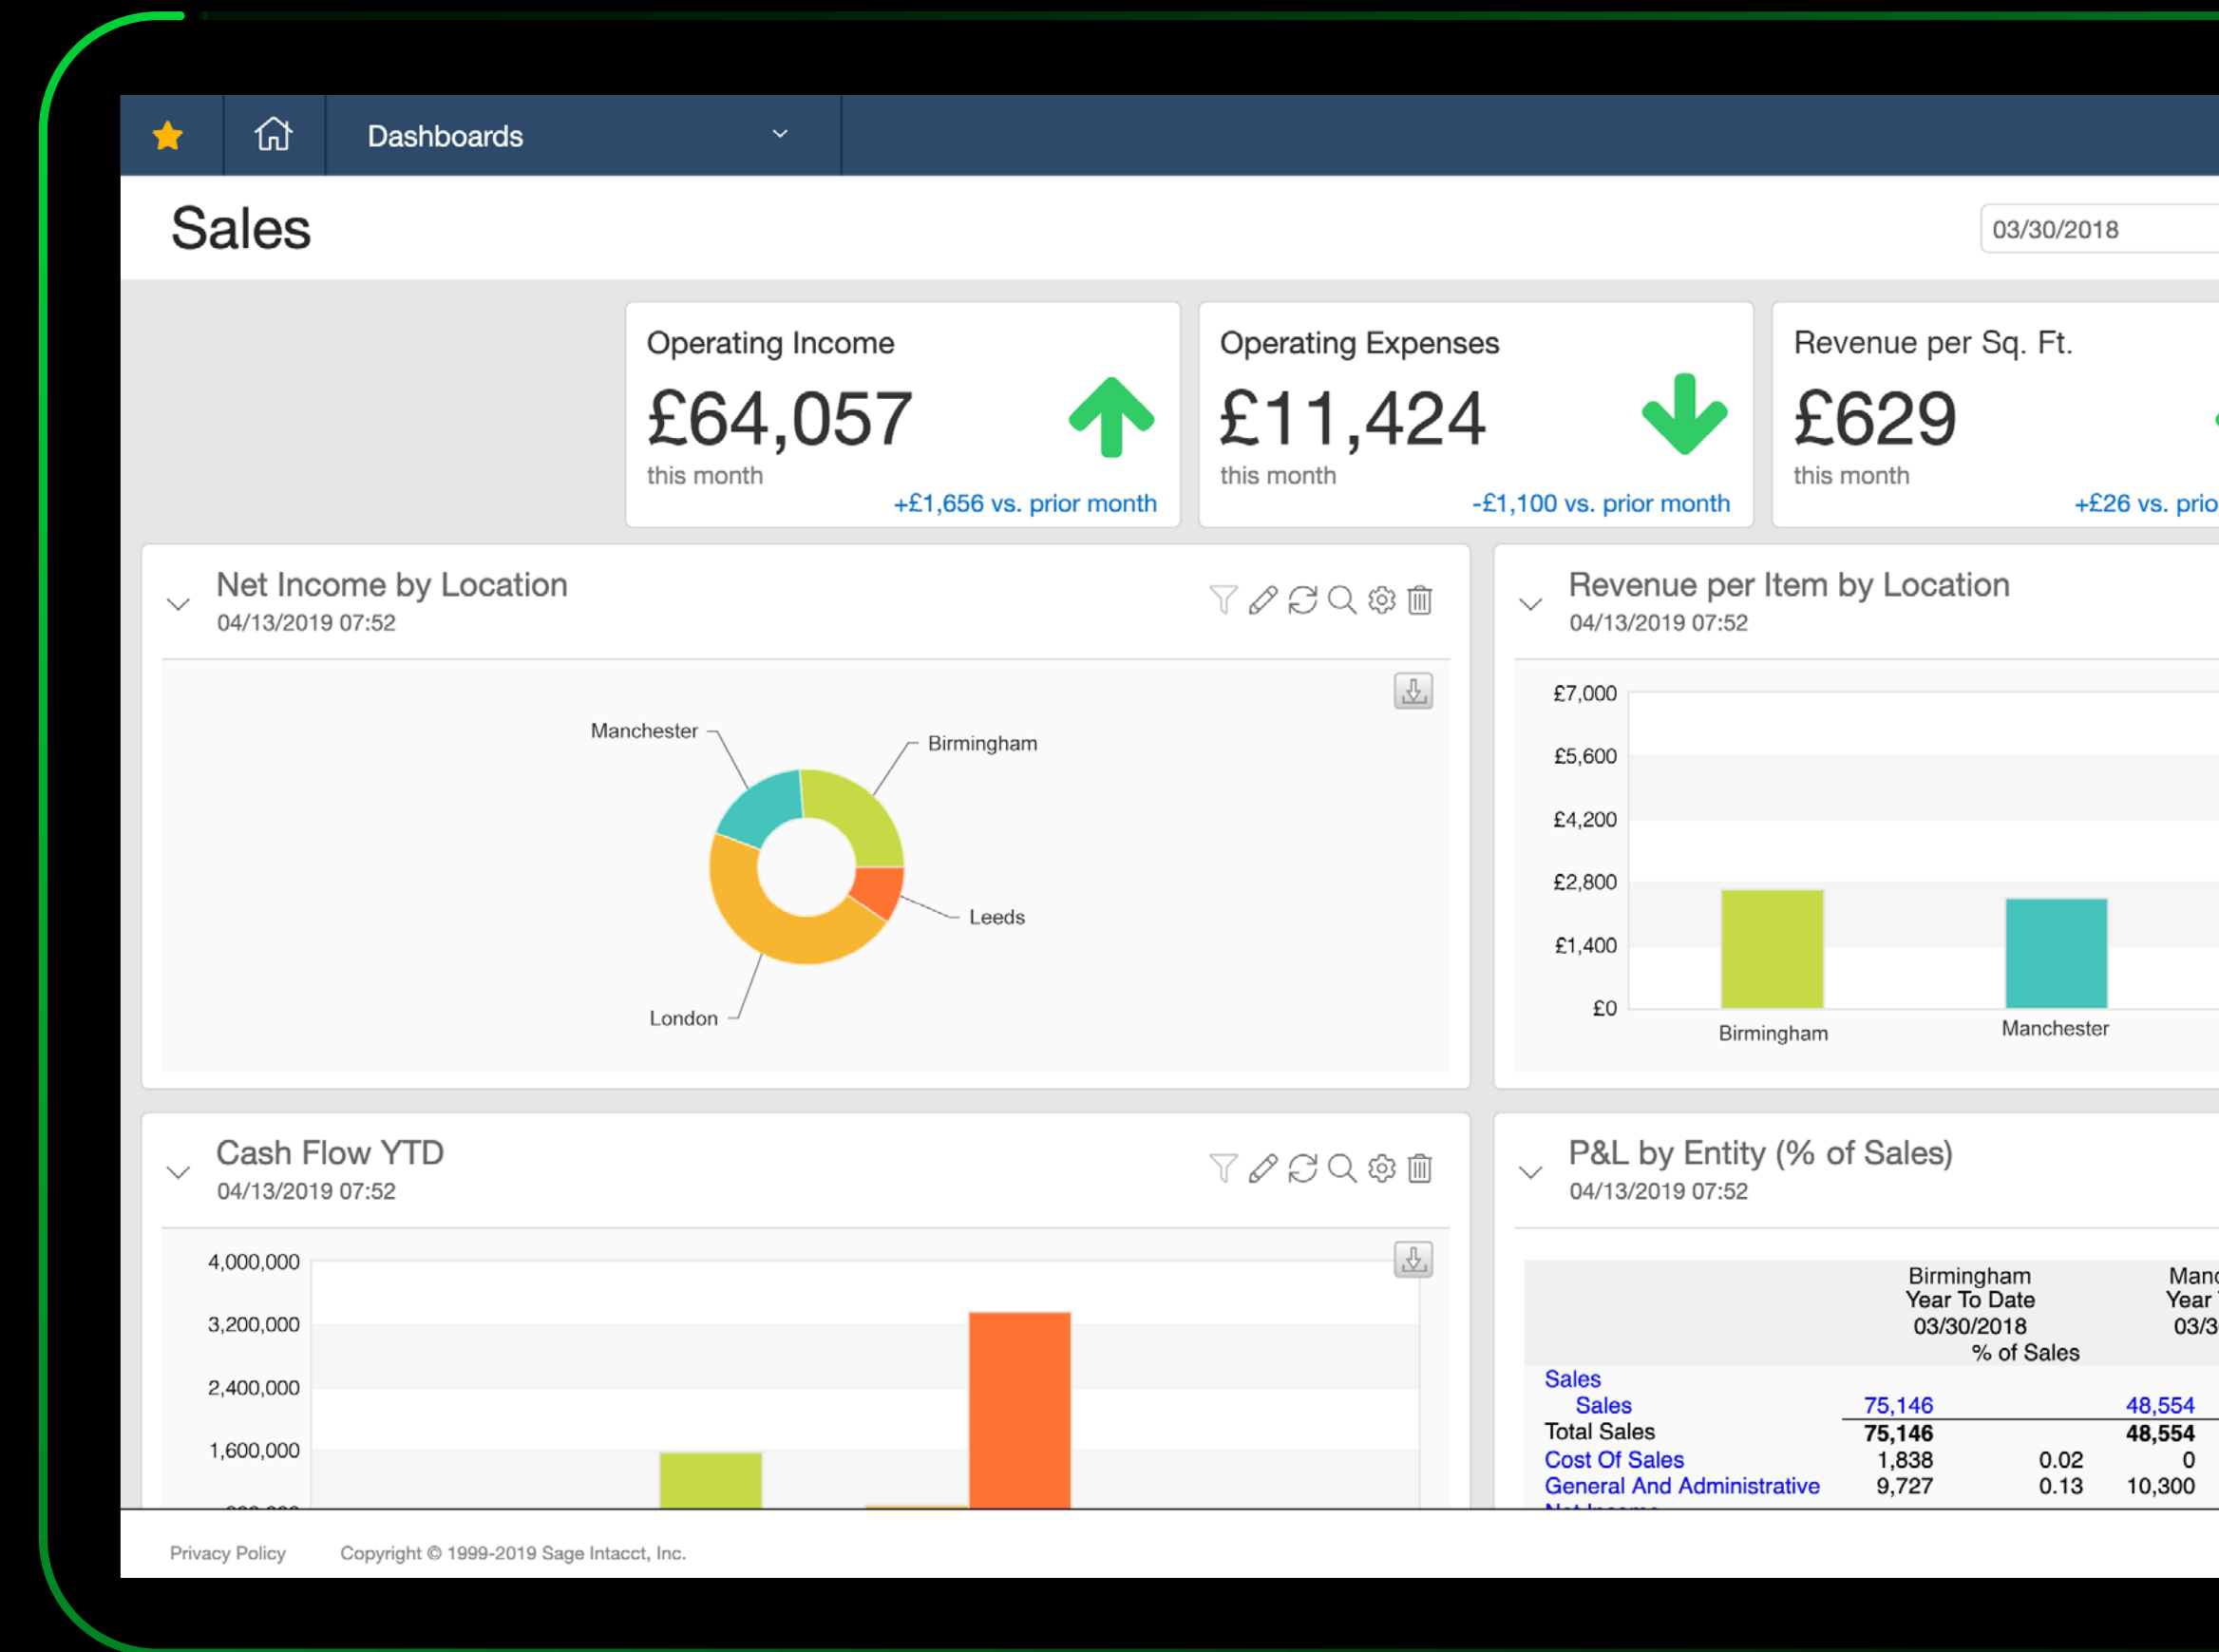 Dashboards
Sales
03/30/2018
Operating Income
£64,057
this month
+£1,656 vs. prior month
Operating Expenses
£11,424
this month
-£1,100 vs. prior month
Revenue per Sq. Ft.
£629
this month
+£26 vs.
Net Income by Location
04/13/2019 07:52
Manchester
Birmingham
Leeds
London
Revenue per Item by Location
04/13/2019 07:52
£7,000
£5,600
£4,200
£2,800
£1,400
£0
Birmingham
Manchester
Cash Flow YTD
04/13/2019 07:52
4,000,000
3,200,000
2,400,000
1,600,000
P&L by Entity (% of Sales)
04/13/2019 07:52
Birmingham
Year To Date Year
03/30/2018
% of Sales
Sales
Sales 75,146 48,554
Total Sales 75,146 48,554
Cost Of Sales 1,838 0.02 0
General And Administrative 9,727 0.13 10,300
Privacy Policy Copyright © 1999-2019 Sage Intacct, Inc.